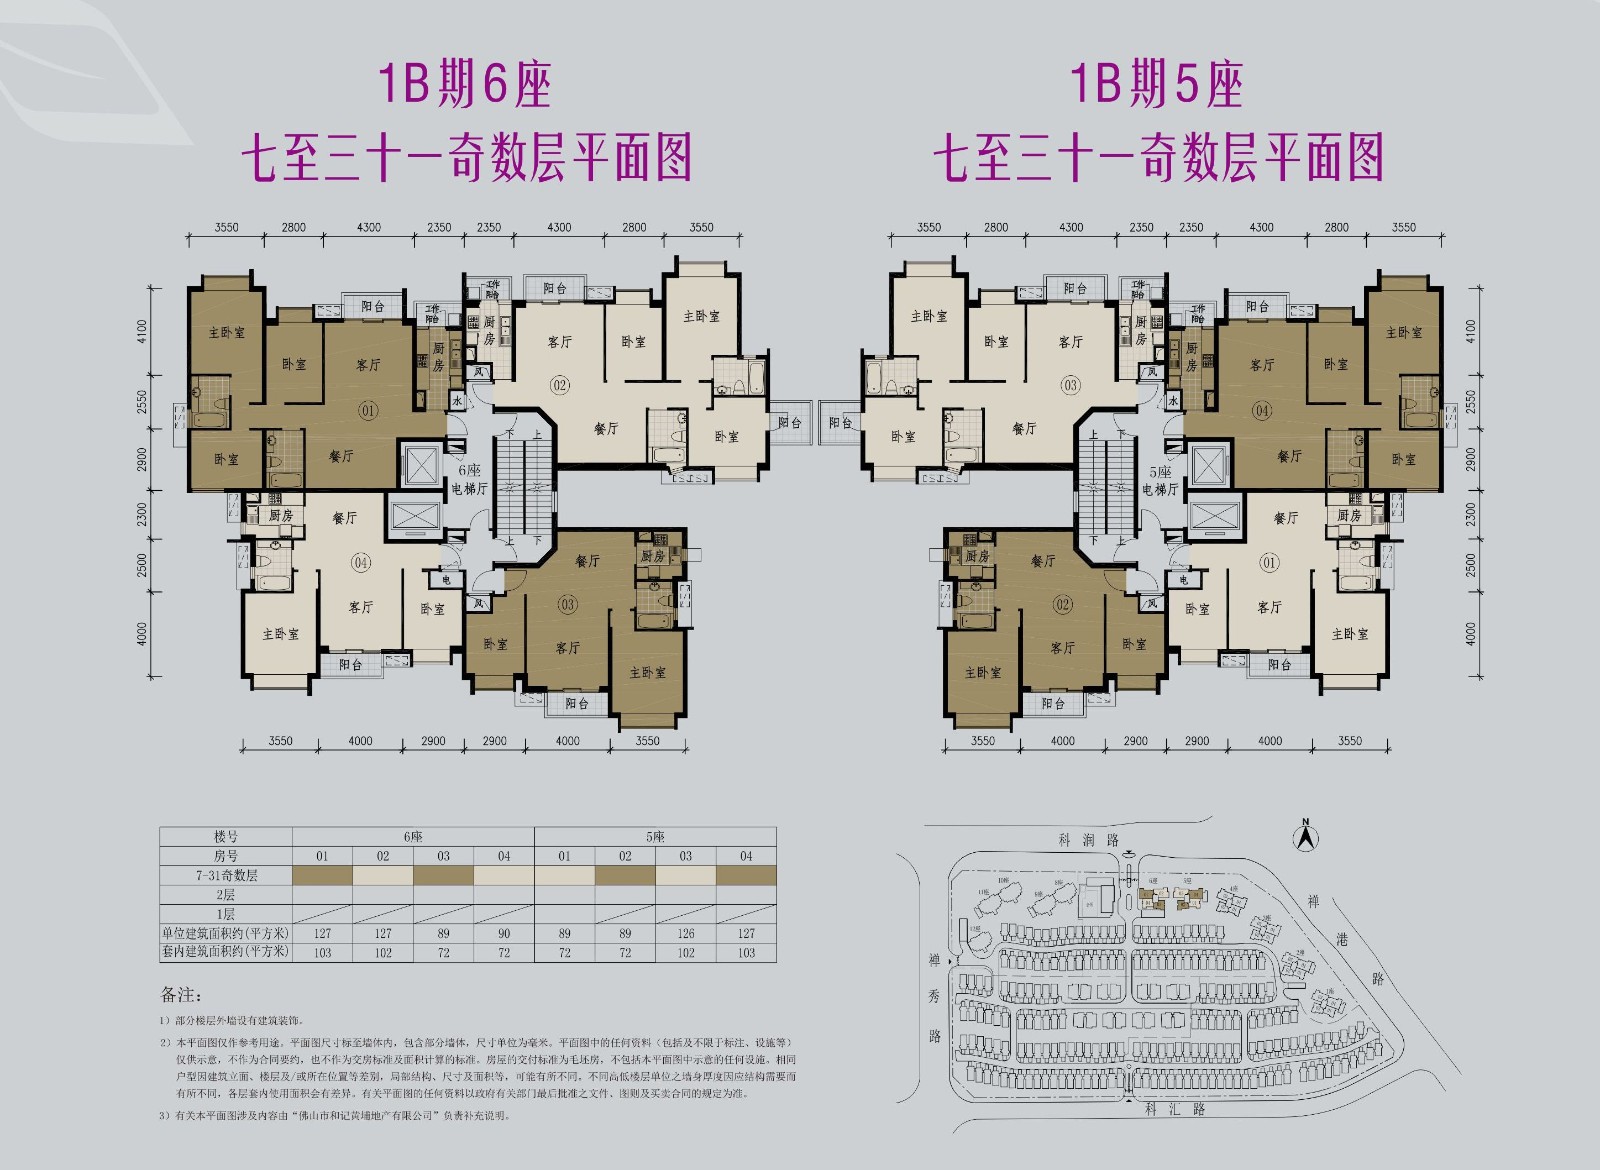 1B期6座
七至三十一奇数层平面图
1B期5座
七至三十一奇数层平面图
3550 2800 4300 2350 2350 4300 2800 3550
4100 2550 2900 2300 2500 4000
主卧室
卧室
客厅
阳台
工作阳台
厨房
01
餐厅
卧室
水
风
工作阳台
厨房
阳台
客厅
02
卧室
主卧室
餐厅
卧室
阳台
6座
电梯厅
下 上
上 下
厨房
餐厅
04
客厅
主卧室
卧室
阳台
电
风
餐厅
厨房
03
卧室
客厅
主卧室
阳台
3550 4000 2900 2900 4000 3550
3550 2800 4300 2350 2350 4300 2800 3550
4100 2550 2900 2300 2500 4000
主卧室
卧室
客厅
阳台
工作阳台
厨房
03
餐厅
卧室
阳台
风
水
工作阳台
厨房
阳台
客厅
04
卧室
主卧室
餐厅
卧室
5座
电梯厅
上 下
下 上
厨房
餐厅
02
客厅
主卧室
卧室
阳台
电
风
餐厅
厨房
01
卧室
客厅
主卧室
阳台
3550 4000 2900 2900 4000 3550
楼号 6座 5座
房号 01 02 03 04 01 02 03 04
7-31奇数层
2层
1层
单位建筑面积约(平方米) 127 127 89 90 89 89 126 127
套内建筑面积约(平方米) 103 102 72 72 72 72 102 103
备注：
1）部分楼层外墙设有建筑装饰。
2）本平面图仅作参考用途。平面图尺寸标至墙体内，包含部分墙体，尺寸单位为毫米。平面图中的任何资料（包括及不限于标注、设施等）
仅供示意，不作为合同要约，也不作为交房标准及面积计算的标准。房屋的交付标准为毛坯房，不包括本平面图中示意的任何设施。相同
户型因建筑立面、楼层及/或所在位置等差别，局部结构、尺寸及面积等，可能有所不同，不同高低楼层单位之墙身厚度因应结构需要而
有所不同，各层套内使用面积会有差异。有关平面图的任何资料以政府有关部门最后批准之文件、图则及买卖合同的规定为准。
3）有关本平面图涉及内容由“佛山市和记黄埔地产有限公司”负责补充说明。
N
科润路
禅港路
禅秀路
科汇路